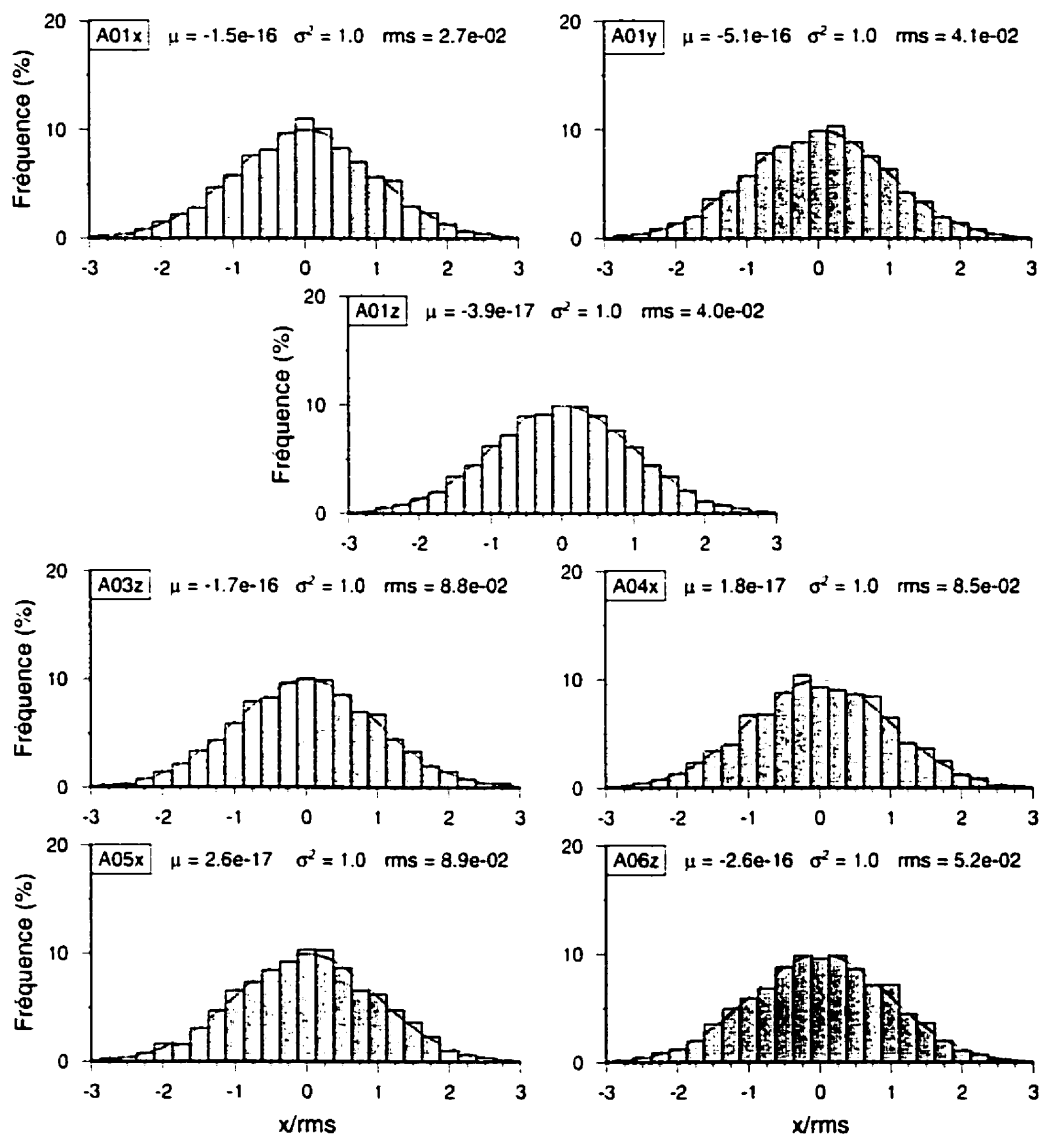 A01x μ = -1.5e-16 σ² = 1.0 rms = 2.7e-02
20
10
0
Fréquence (%)
-3 -2 -1 0 1 2 3
A01y μ = -5.1e-16 σ² = 1.0 rms = 4.1e-02
20
10
0
-3 -2 -1 0 1 2 3
A01z μ = -3.9e-17 σ² = 1.0 rms = 4.0e-02
20
10
0
Fréquence (%)
-3 -2 -1 0 1 2 3
A03z μ = -1.7e-16 σ² = 1.0 rms = 8.8e-02
20
10
0
Fréquence (%)
-3 -2 -1 0 1 2 3
A04x μ = 1.8e-17 σ² = 1.0 rms = 8.5e-02
20
10
0
-3 -2 -1 0 1 2 3
A05x μ = 2.6e-17 σ² = 1.0 rms = 8.9e-02
20
10
0
Fréquence (%)
-3 -2 -1 0 1 2 3
x/rms
A06z μ = -2.6e-16 σ² = 1.0 rms = 5.2e-02
20
10
0
-3 -2 -1 0 1 2 3
x/rms